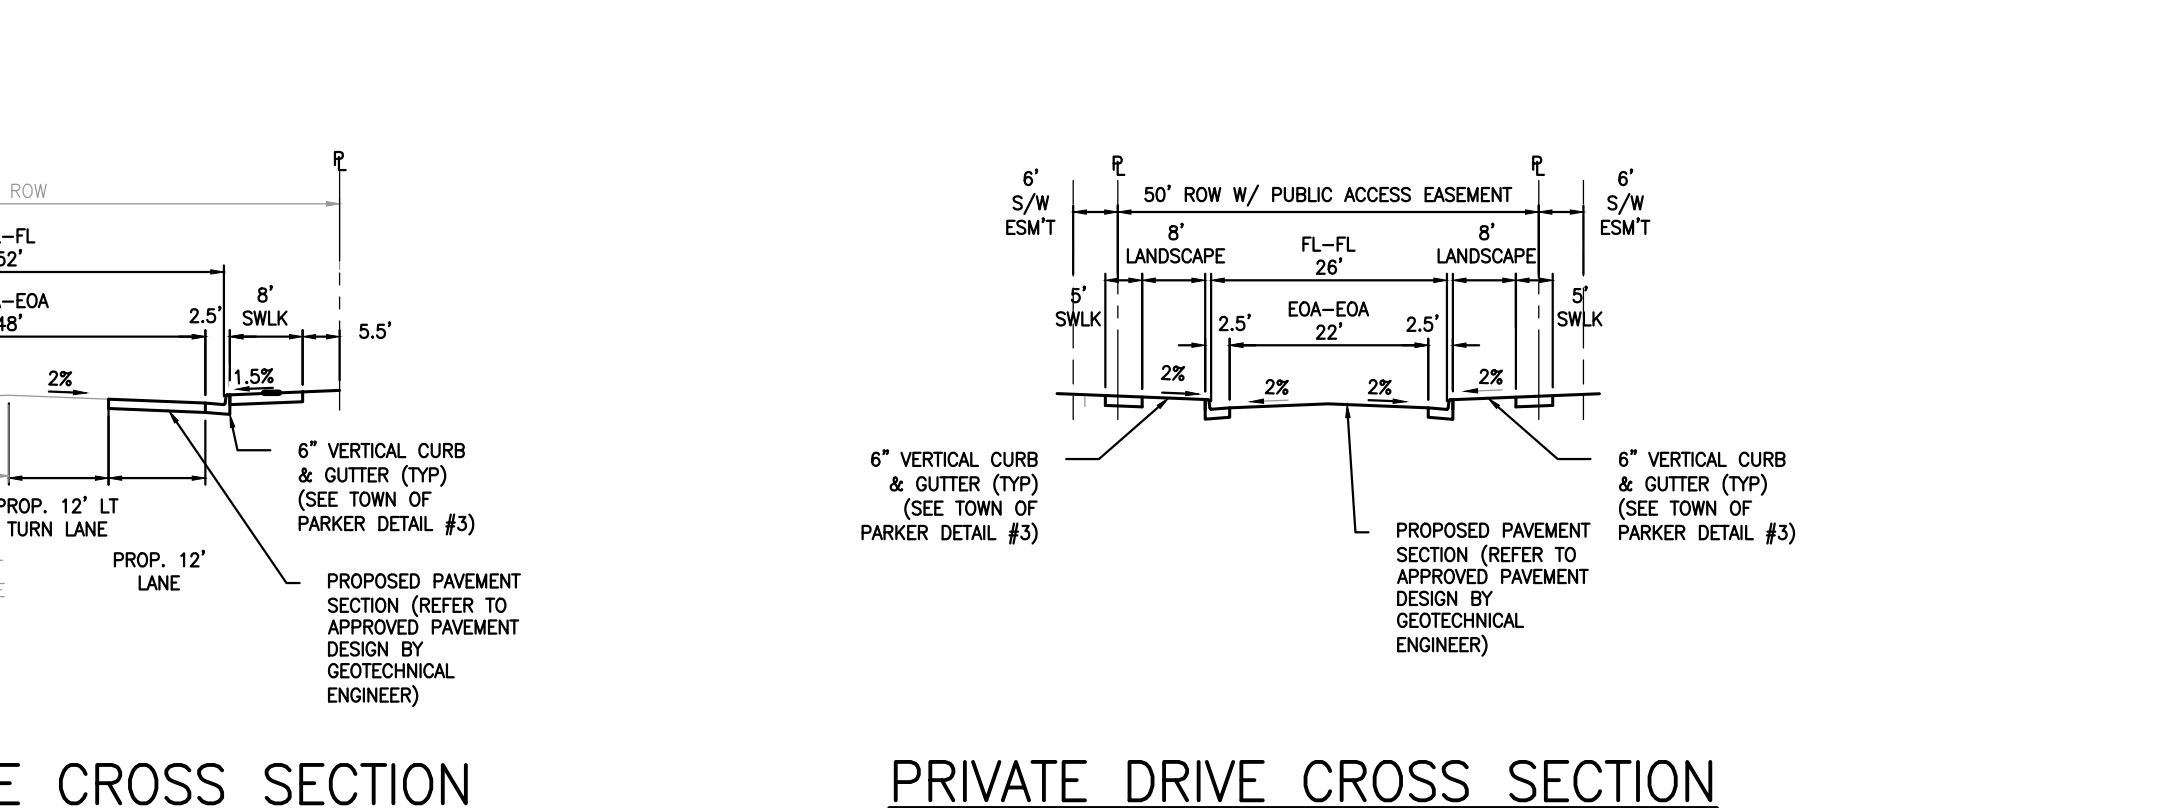 ROW
L-FL
52'
A-EOA
48'
2.5'
8'
SWLK
5.5'
2%
1.5%
PROP. 12' LT
TURN LANE
PROP. 12'
LANE
6" VERTICAL CURB
& GUTTER (TYP)
(SEE TOWN OF
PARKER DETAIL #3)
PROPOSED PAVEMENT
SECTION (REFER TO
APPROVED PAVEMENT
DESIGN BY
GEOTECHNICAL
ENGINEER)
E CROSS SECTION
PL
PL
PL
6'
S/W
ESM'T
50' ROW W/ PUBLIC ACCESS EASEMENT
6'
S/W
ESM'T
8'
LANDSCAPE
FL-FL
26'
8'
LANDSCAPE
5'
SWLK
2.5'
EOA-EOA
22'
2.5'
5'
SWLK
2%
2%
2%
2%
6" VERTICAL CURB
& GUTTER (TYP)
(SEE TOWN OF
PARKER DETAIL #3)
PROPOSED PAVEMENT
SECTION (REFER TO
APPROVED PAVEMENT
DESIGN BY
GEOTECHNICAL
ENGINEER)
6" VERTICAL CURB
& GUTTER (TYP)
(SEE TOWN OF
PARKER DETAIL #3)
PRIVATE DRIVE CROSS SECTION